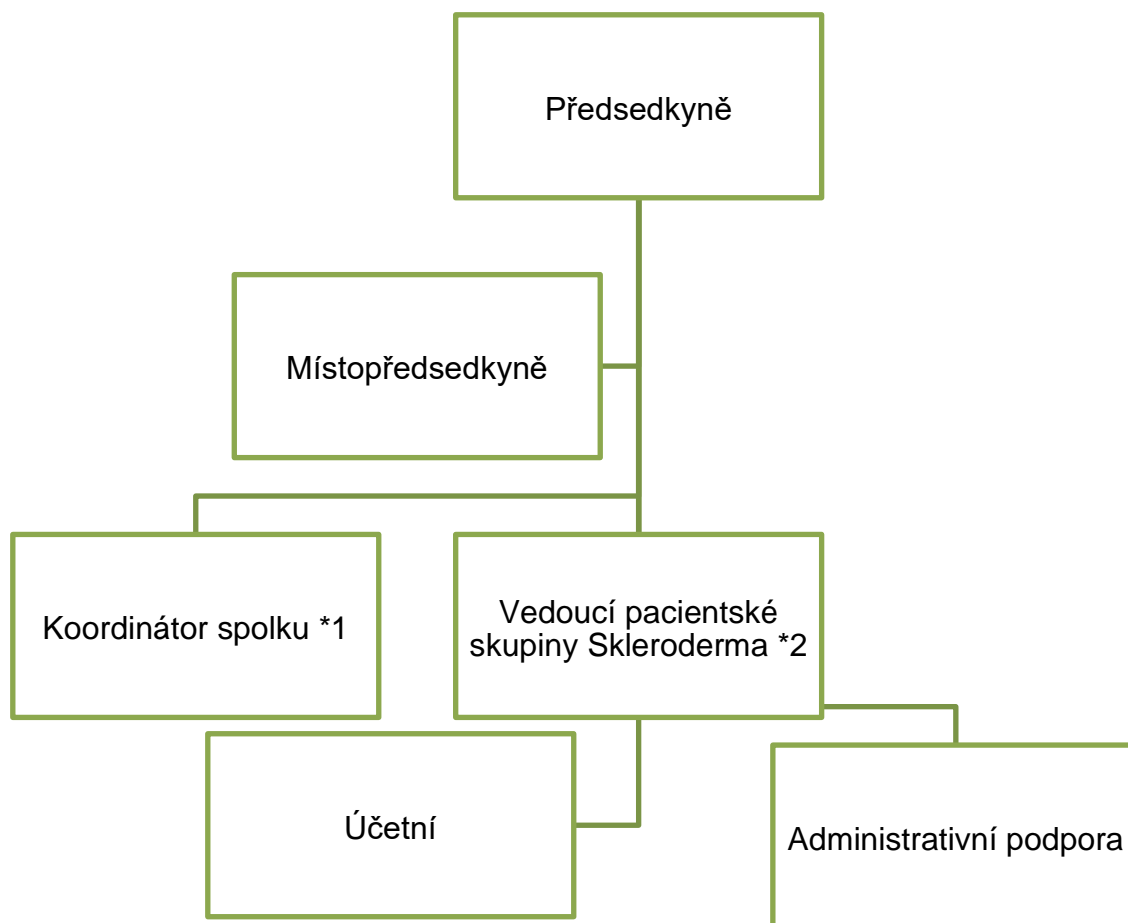 Předsedkyně
Místopředsedkyně
Koordinátor spolku *1
Vedoucí pacientské
skupiny Skleroderma *2
Účetní
Administrativní podpora